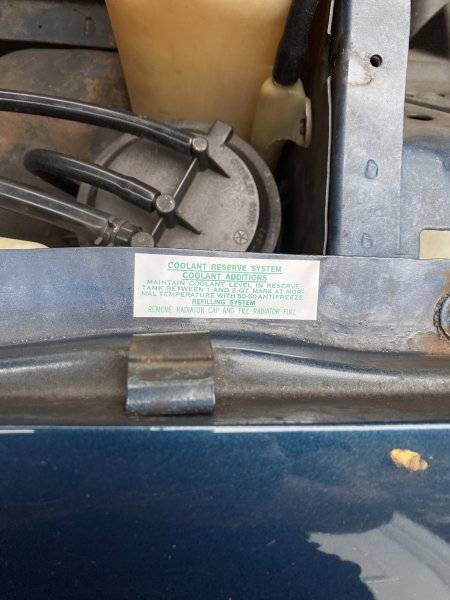 COOLANT RESERVE SYSTEM
COOLANT ADDITIONS
MAINTAIN COOLANT LEVEL IN RESERVE
TANK BETWEEN 1 AND 2 QT. MARK AT NOR-
MAL TEMPERATURE WITH 50-50 ANTIFREEZE
REFILLING SYSTEM
REMOVE RADIATOR CAP AND FILL RADIATOR FULL